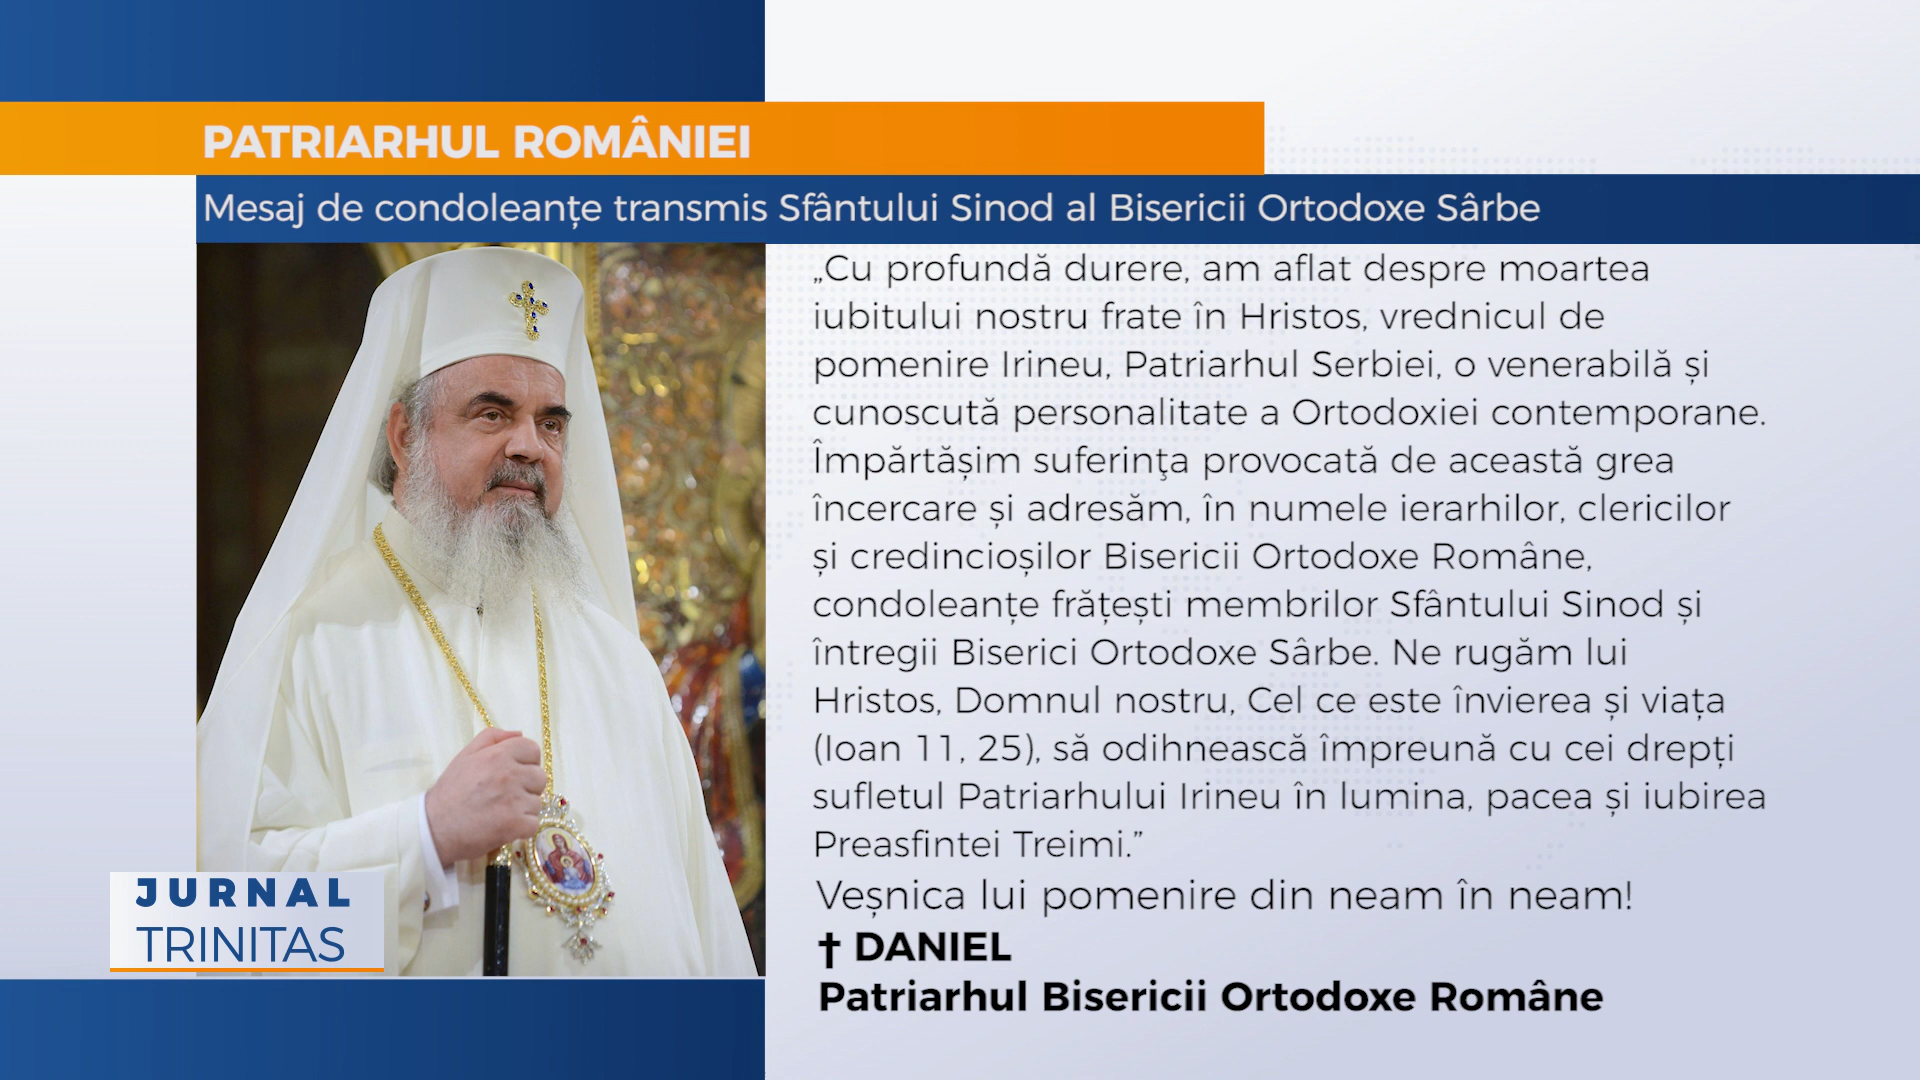 PATRIARHUL ROMÂNIEI
Mesaj de condoleanțe transmis Sfântului Sinod al Bisericii Ortodoxe Sârbe
„Cu profundă durere, am aflat despre moartea
iubitului nostru frate în Hristos, vrednicul de
pomenire Irineu, Patriarhul Serbiei, o venerabilă și
cunoscută personalitate a Ortodoxiei contemporane.
Împărtășim suferinţa provocată de această grea
încercare și adresăm, în numele ierarhilor, clericilor
și credincioșilor Bisericii Ortodoxe Române,
condoleanțe frățești membrilor Sfântului Sinod și
întregii Biserici Ortodoxe Sârbe. Ne rugăm lui
Hristos, Domnul nostru, Cel ce este învierea și viața
(Ioan 11, 25), să odihnească împreună cu cei drepți
sufletul Patriarhului Irineu în lumina, pacea și iubirea
Preasfintei Treimi.”
Veșnica lui pomenire din neam în neam!
† DANIEL
Patriarhul Bisericii Ortodoxe Române
JURNAL
TRINITAS